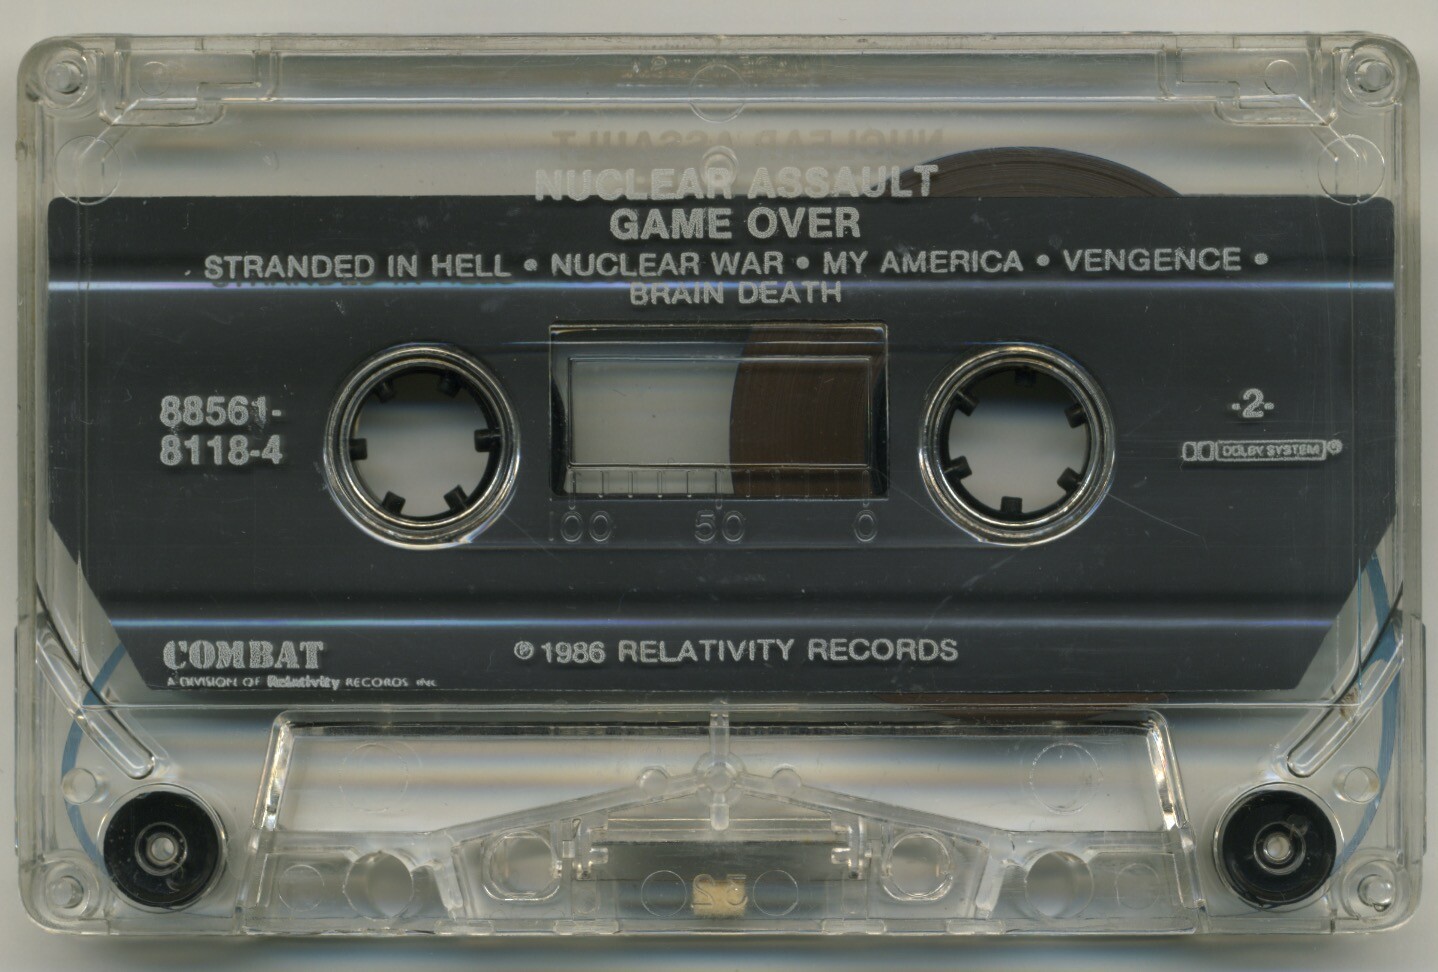 NUCLEAR ASSAULT
GAME OVER
STRANDED IN HELL • NUCLEAR WAR • MY AMERICA • VENGENCE •
BRAIN DEATH
88561-
8118-4
-2-
DOLBY SYSTEM®
100 50 0
COMBAT
A DIVISION OF Relativity RECORDS INC.
℗ 1986 RELATIVITY RECORDS
25